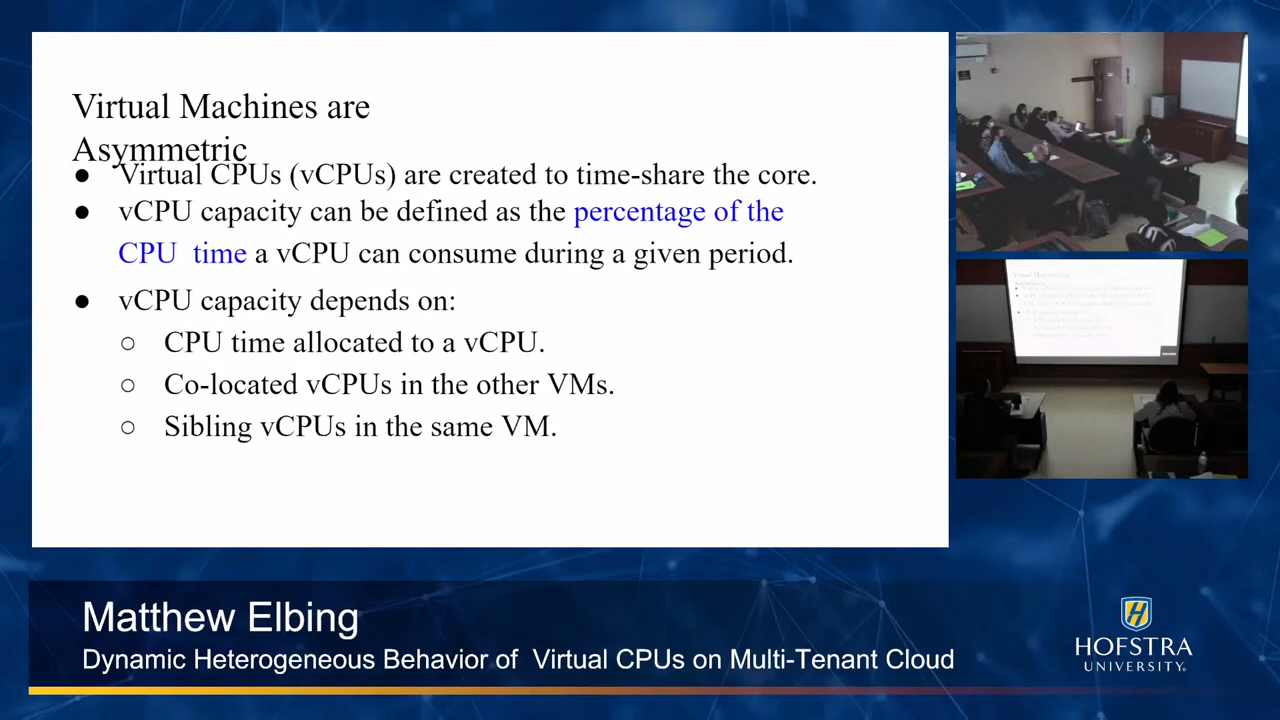 Virtual Machines are
Asymmetric
● Virtual CPUs (vCPUs) are created to time-share the core.
● vCPU capacity can be defined as the percentage of the
CPU time a vCPU can consume during a given period.
● vCPU capacity depends on:
○ CPU time allocated to a vCPU.
○ Co-located vCPUs in the other VMs.
○ Sibling vCPUs in the same VM.
Matthew Elbing
Dynamic Heterogeneous Behavior of Virtual CPUs on Multi-Tenant Cloud
H
HOFSTRA
UNIVERSITY®